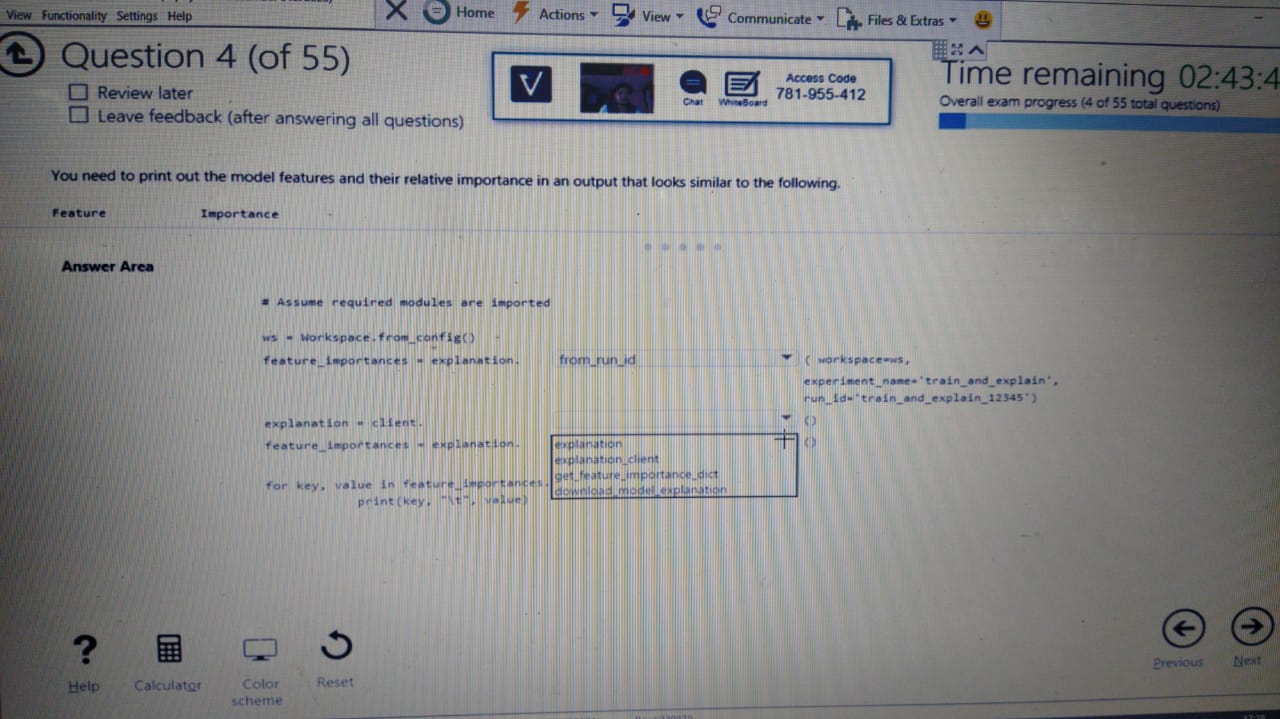 View Functionality Settings Help
Home Actions View Communicate Files & Extras
Question 4 (of 55)
Review later
Leave feedback (after answering all questions)
V
Chat
WhiteBoard
Access Code
781-955-412
Time remaining 02:43:4
Overall exam progress (4 of 55 total questions)
You need to print out the model features and their relative importance in an output that looks similar to the following.
Feature Importance
Answer Area
# Assume required modules are imported
ws = Workspace.from_config()
feature_importances = explanation. from_run_id ( workspace=ws,
experiment_name='train_and_explain',
run_id='train_and_explain_12345')
explanation = client. ()
feature_importances = explanation. ()
explanation
explanation_client
get_feature_importance_dict
download_model_explanation
for key, value in feature_importances.
print(key, "\t", value)
? Help
Calculator
Color
scheme
Reset
Previous
Next